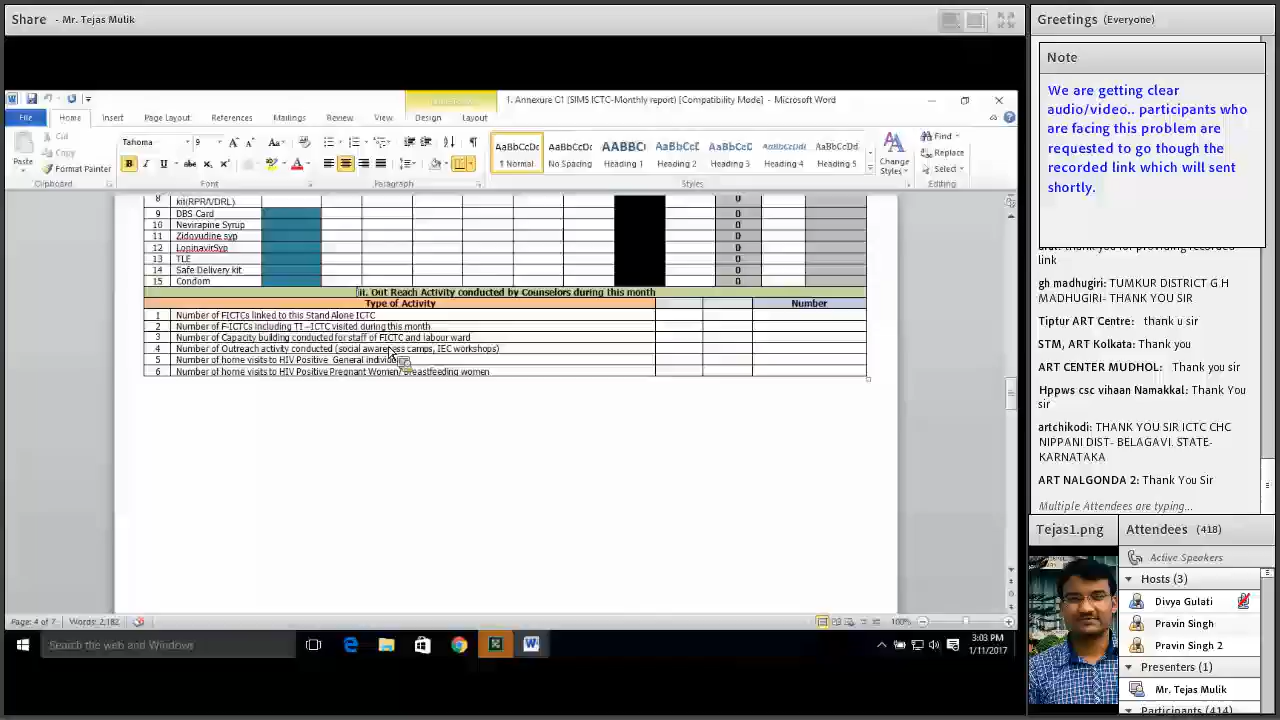 Share - Mr. Tejas Mulik
1. Annexure C1 (SIMS ICTC-Monthly report) [Compatibility Mode] - Microsoft Word
File Home Insert Page Layout References Mailings Review View Design Layout
Cut
Copy
Format Painter
Paste
Clipboard
Tahoma 9
Font
Paragraph
AaBbCcDc AaBbCcDc AABBC AaBbCc AaBbCcD AaBbCcD AaBbCcDd
¶ Normal No Spacing Heading 1 Heading 2 Heading 3 Heading 4 Heading 5
Change Styles
Styles
Find
Replace
Select
Editing
8 kit(RPR/VDRL)
9 DBS Card 0
10 Nevirapine Syrup 0
11 Zidovudine syp 0
12 LopinavirSyp 0
13 TLE 0
14 Safe Delivery kit 0
15 Condom 0
Out Reach Activity conducted by Counselors during this month
Type of Activity Number
1 Number of FICTCs linked to this Stand Alone ICTC
2 Number of F-ICTCs including TI –ICTC visited during this month
3 Number of Capacity building conducted for staff of FICTC and labour ward
4 Number of Outreach activity conducted (social awareness camps, IEC workshops)
5 Number of home visits to HIV Positive General
6 Number of home visits to HIV Positive Pregnant Women/ Breastfeeding women
Page: 4 of 7 Words: 2,182 100%
Search the web and Windows
3:03 PM
1/11/2017
Greetings (Everyone)
Note
We are getting clear
audio/video.. participants who
are facing this problem are
requested to go though the
recorded link which will sent
shortly.
link
gh madhugiri: TUMKUR DISTRICT G.H
MADHUGIRI- THANK YOU SIR
Tiptur ART Centre: thank u sir
STM, ART Kolkata: Thank you
ART CENTER MUDHOL: Thank you sir
Hppws csc vihaan Namakkal: Thank You
sir
artchikodi: THANK YOU SIR ICTC CHC
NIPPANI DIST- BELAGAVI. STATE-
KARNATAKA
ART NALGONDA 2: Thank You Sir
Multiple Attendees are typing...
Tejas1.png
Attendees (418)
Active Speakers
Hosts (3)
Divya Gulati
Pravin Singh
Pravin Singh 2
Presenters (1)
Mr. Tejas Mulik
Participants (414)